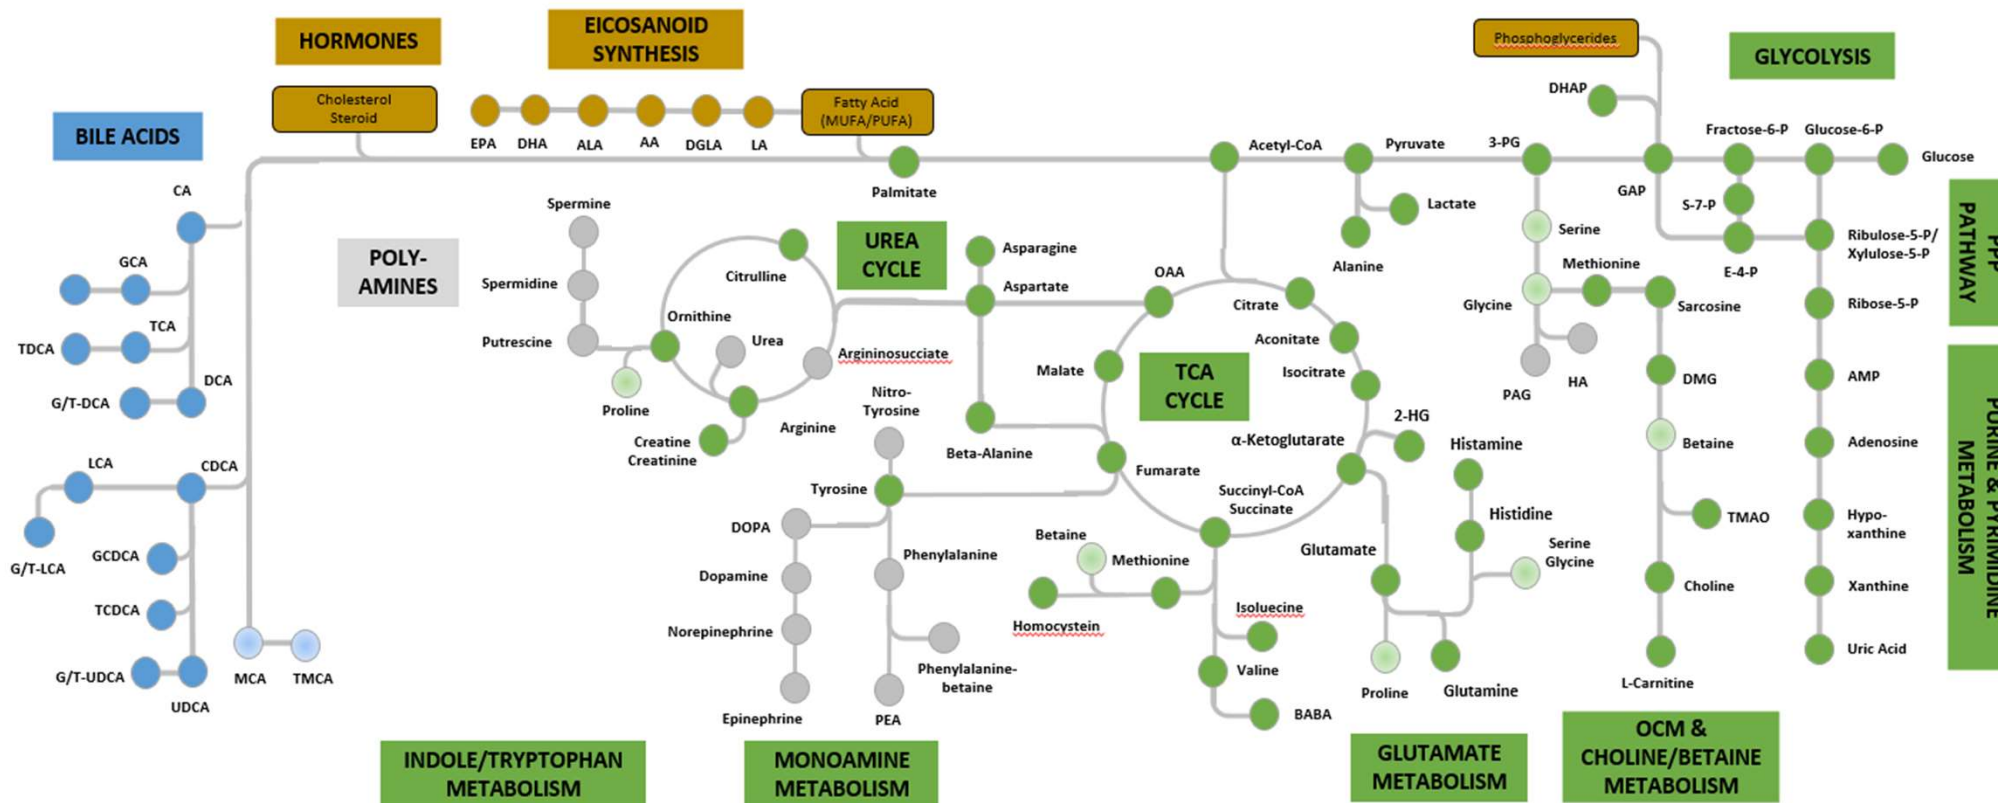 HORMONES
EICOSANOID
SYNTHESIS
Phosphoglycerides
GLYCOLYSIS
Cholesterol
Steroid
Fatty Acid
(MUFA/PUFA)
DHAP
BILE ACIDS
EPA
DHA
ALA
AA
DGLA
LA
Acetyl-CoA
Pyruvate
3-PG
Fractose-6-P
Glucose-6-P
Glucose
Palmitate
GAP
CA
Spermine
Lactate
S-7-P
PPP
PATHWAY
POLY-
AMINES
UREA
CYCLE
Asparagine
Serine
Ribulose-5-P/
Xylulose-5-P
GCA
Citrulline
Alanine
Methionine
E-4-P
Spermidine
Aspartate
OAA
Citrate
Glycine
Sarcosine
Ribose-5-P
TCA
Ornithine
Urea
Aconitate
TDCA
Putrescine
Argininosucciate
Malate
TCA
CYCLE
Isocitrate
DCA
Nitro-
Tyrosine
PAG
HA
DMG
AMP
G/T-DCA
Proline
Arginine
2-HG
PURINE & PYRIMIDINE
METABOLISM
Creatine
Creatinine
Beta-Alanine
α-Ketoglutarate
Histamine
Betaine
Adenosine
LCA
CDCA
Tyrosine
Fumarate
Succinyl-CoA
Succinate
DOPA
Histidine
TMAO
Hypo-
xanthine
G/T-LCA
GCDCA
Phenylalanine
Betaine
Methionine
Glutamate
Serine
Glycine
Dopamine
Choline
Xanthine
TCDCA
Norepinephrine
Homocystein
Isoluecine
Uric Acid
G/T-UDCA
MCA
TMCA
Phenylalanine-
betaine
Valine
Proline
Glutamine
L-Carnitine
UDCA
Epinephrine
PEA
BABA
INDOLE/TRYPTOPHAN
METABOLISM
MONOAMINE
METABOLISM
GLUTAMATE
METABOLISM
OCM &
CHOLINE/BETAINE
METABOLISM